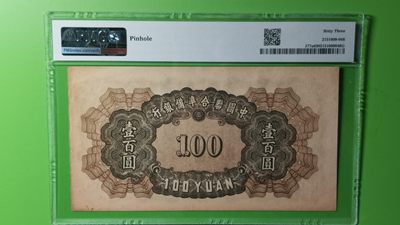 Pinhole
Sixty Three
中國聯合準備銀行
壹百圓
100
壹百圓
100 YUAN